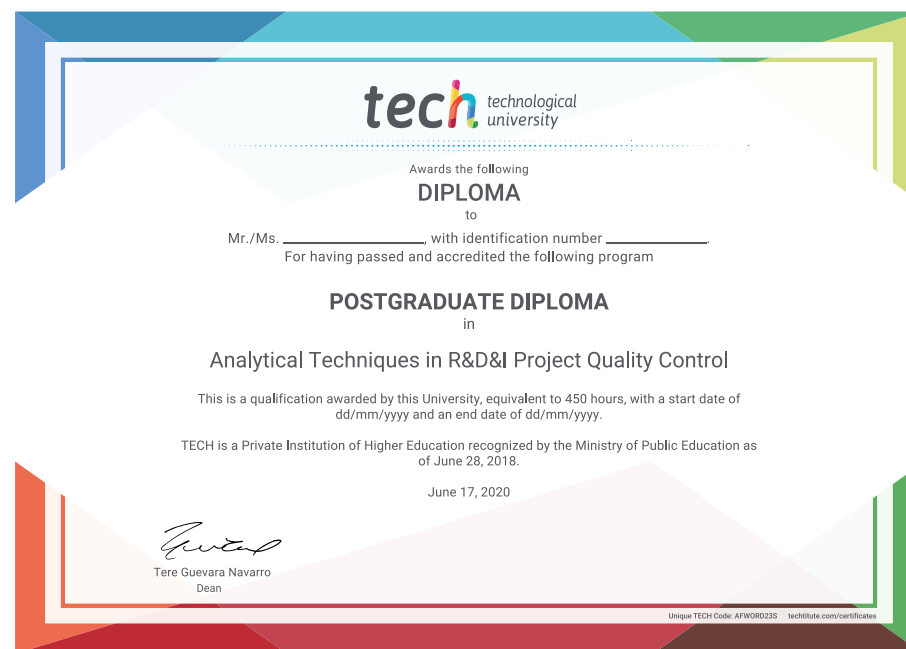 tech technological
university
Awards the following
DIPLOMA
to
Mr./Ms. ____________________, with identification number ______________.
For having passed and accredited the following program
POSTGRADUATE DIPLOMA
in
Analytical Techniques in R&D&I Project Quality Control
This is a qualification awarded by this University, equivalent to 450 hours, with a start date of
dd/mm/yyyy and an end date of dd/mm/yyyy.
TECH is a Private Institution of Higher Education recognized by the Ministry of Public Education as
of June 28, 2018.
June 17, 2020
Tere Guevara Navarro
Dean
Unique TECH Code: AFWORD23S techtitute.com/certificates